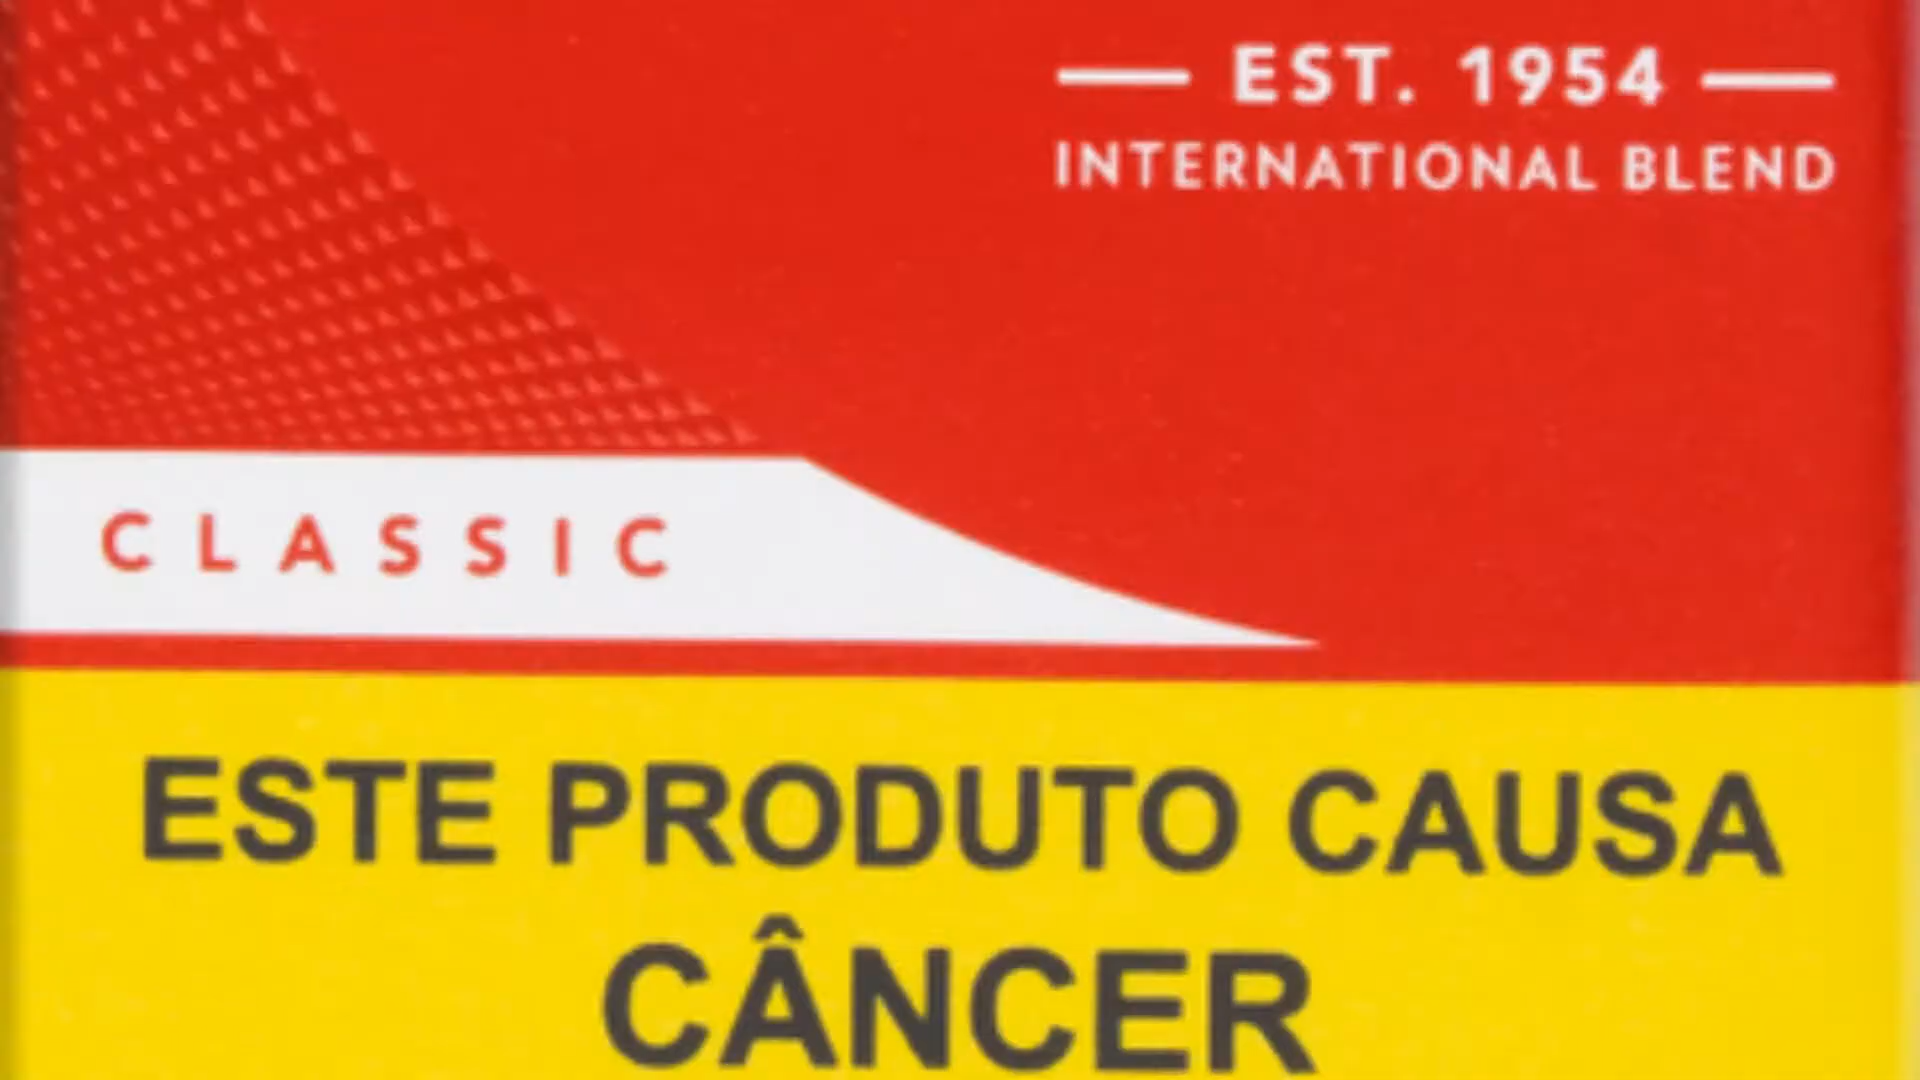 EST. 1954
INTERNATIONAL BLEND
CLASSIC
ESTE PRODUTO CAUSA
CÂNCER